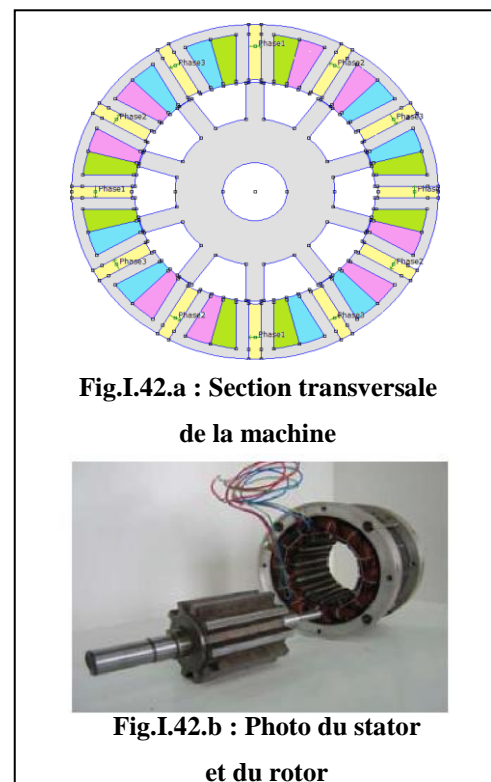 Phase1
Phase3
Phase2
Phase2
Phase3
Phase1
Phase
Phase3
Phase2
Phase2
Phase3
Phase1
Fig.I.42.a : Section transversale
de la machine
Fig.I.42.b : Photo du stator
et du rotor